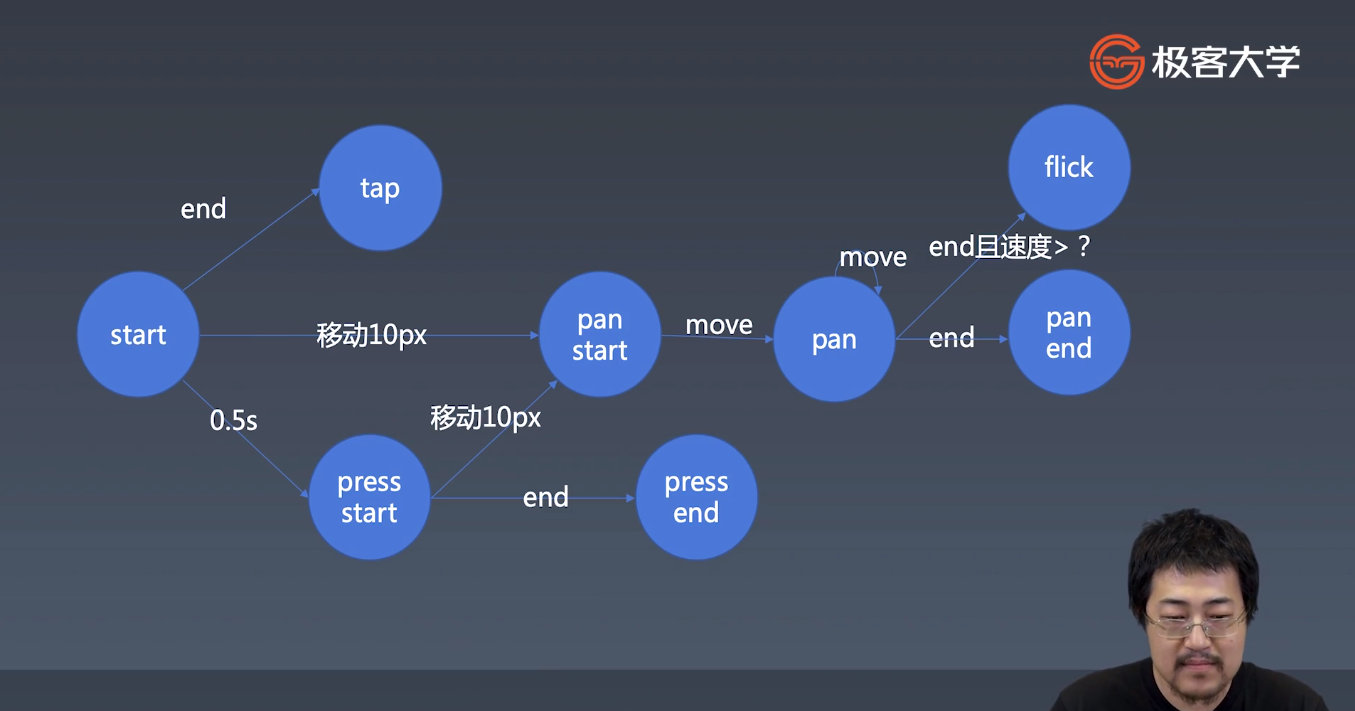 极客大学
flick
tap
end
end且速度>？
move
start
移动10px
pan
start
move
pan
end
pan
end
0.5s
移动10px
press
start
end
press
end